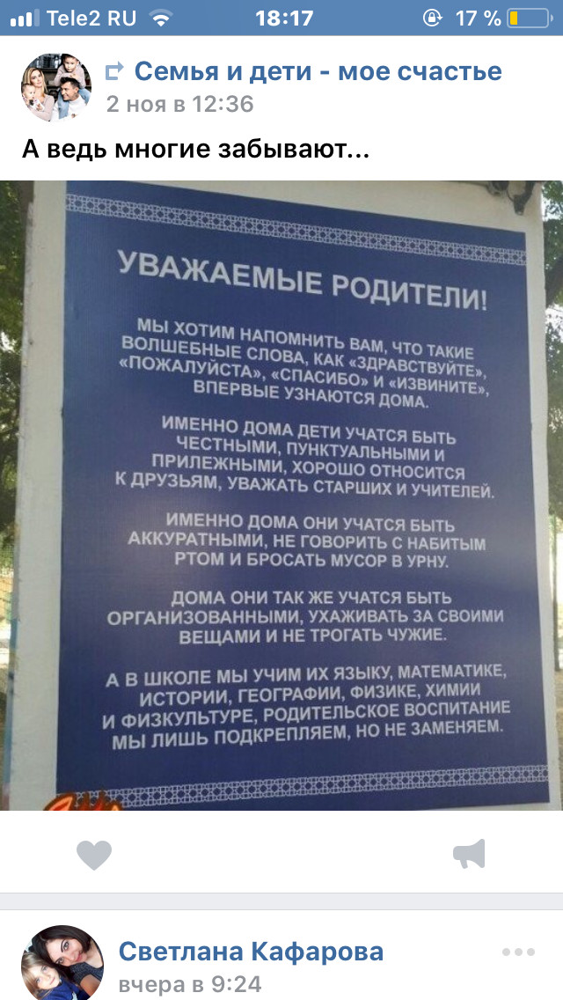 Tele2 RU 18:17 17 %
Семья и дети - мое счастье
2 ноя в 12:36
А ведь многие забывают...
УВАЖАЕМЫЕ РОДИТЕЛИ!
МЫ ХОТИМ НАПОМНИТЬ ВАМ, ЧТО ТАКИЕ
ВОЛШЕБНЫЕ СЛОВА, КАК «ЗДРАВСТВУЙТЕ»,
«ПОЖАЛУЙСТА», «СПАСИБО» И «ИЗВИНИТЕ»,
ВПЕРВЫЕ УЗНАЮТСЯ ДОМА.
ИМЕННО ДОМА ДЕТИ УЧАТСЯ БЫТЬ
ЧЕСТНЫМИ, ПУНКТУАЛЬНЫМИ И
ПРИЛЕЖНЫМИ, ХОРОШО ОТНОСИТСЯ
К ДРУЗЬЯМ, УВАЖАТЬ СТАРШИХ И УЧИТЕЛЕЙ.
ИМЕННО ДОМА ОНИ УЧАТСЯ БЫТЬ
АККУРАТНЫМИ, НЕ ГОВОРИТЬ С НАБИТЫМ
РТОМ И БРОСАТЬ МУСОР В УРНУ.
ДОМА ОНИ ТАК ЖЕ УЧАТСЯ БЫТЬ
ОРГАНИЗОВАННЫМИ, УХАЖИВАТЬ ЗА СВОИМИ
ВЕЩАМИ И НЕ ТРОГАТЬ ЧУЖИЕ.
А В ШКОЛЕ МЫ УЧИМ ИХ ЯЗЫКУ, МАТЕМАТИКЕ,
ИСТОРИИ, ГЕОГРАФИИ, ФИЗИКЕ, ХИМИИ
И ФИЗКУЛЬТУРЕ, РОДИТЕЛЬСКОЕ ВОСПИТАНИЕ
МЫ ЛИШЬ ПОДКРЕПЛЯЕМ, НО НЕ ЗАМЕНЯЕМ.
Светлана Кафарова
вчера в 9:24